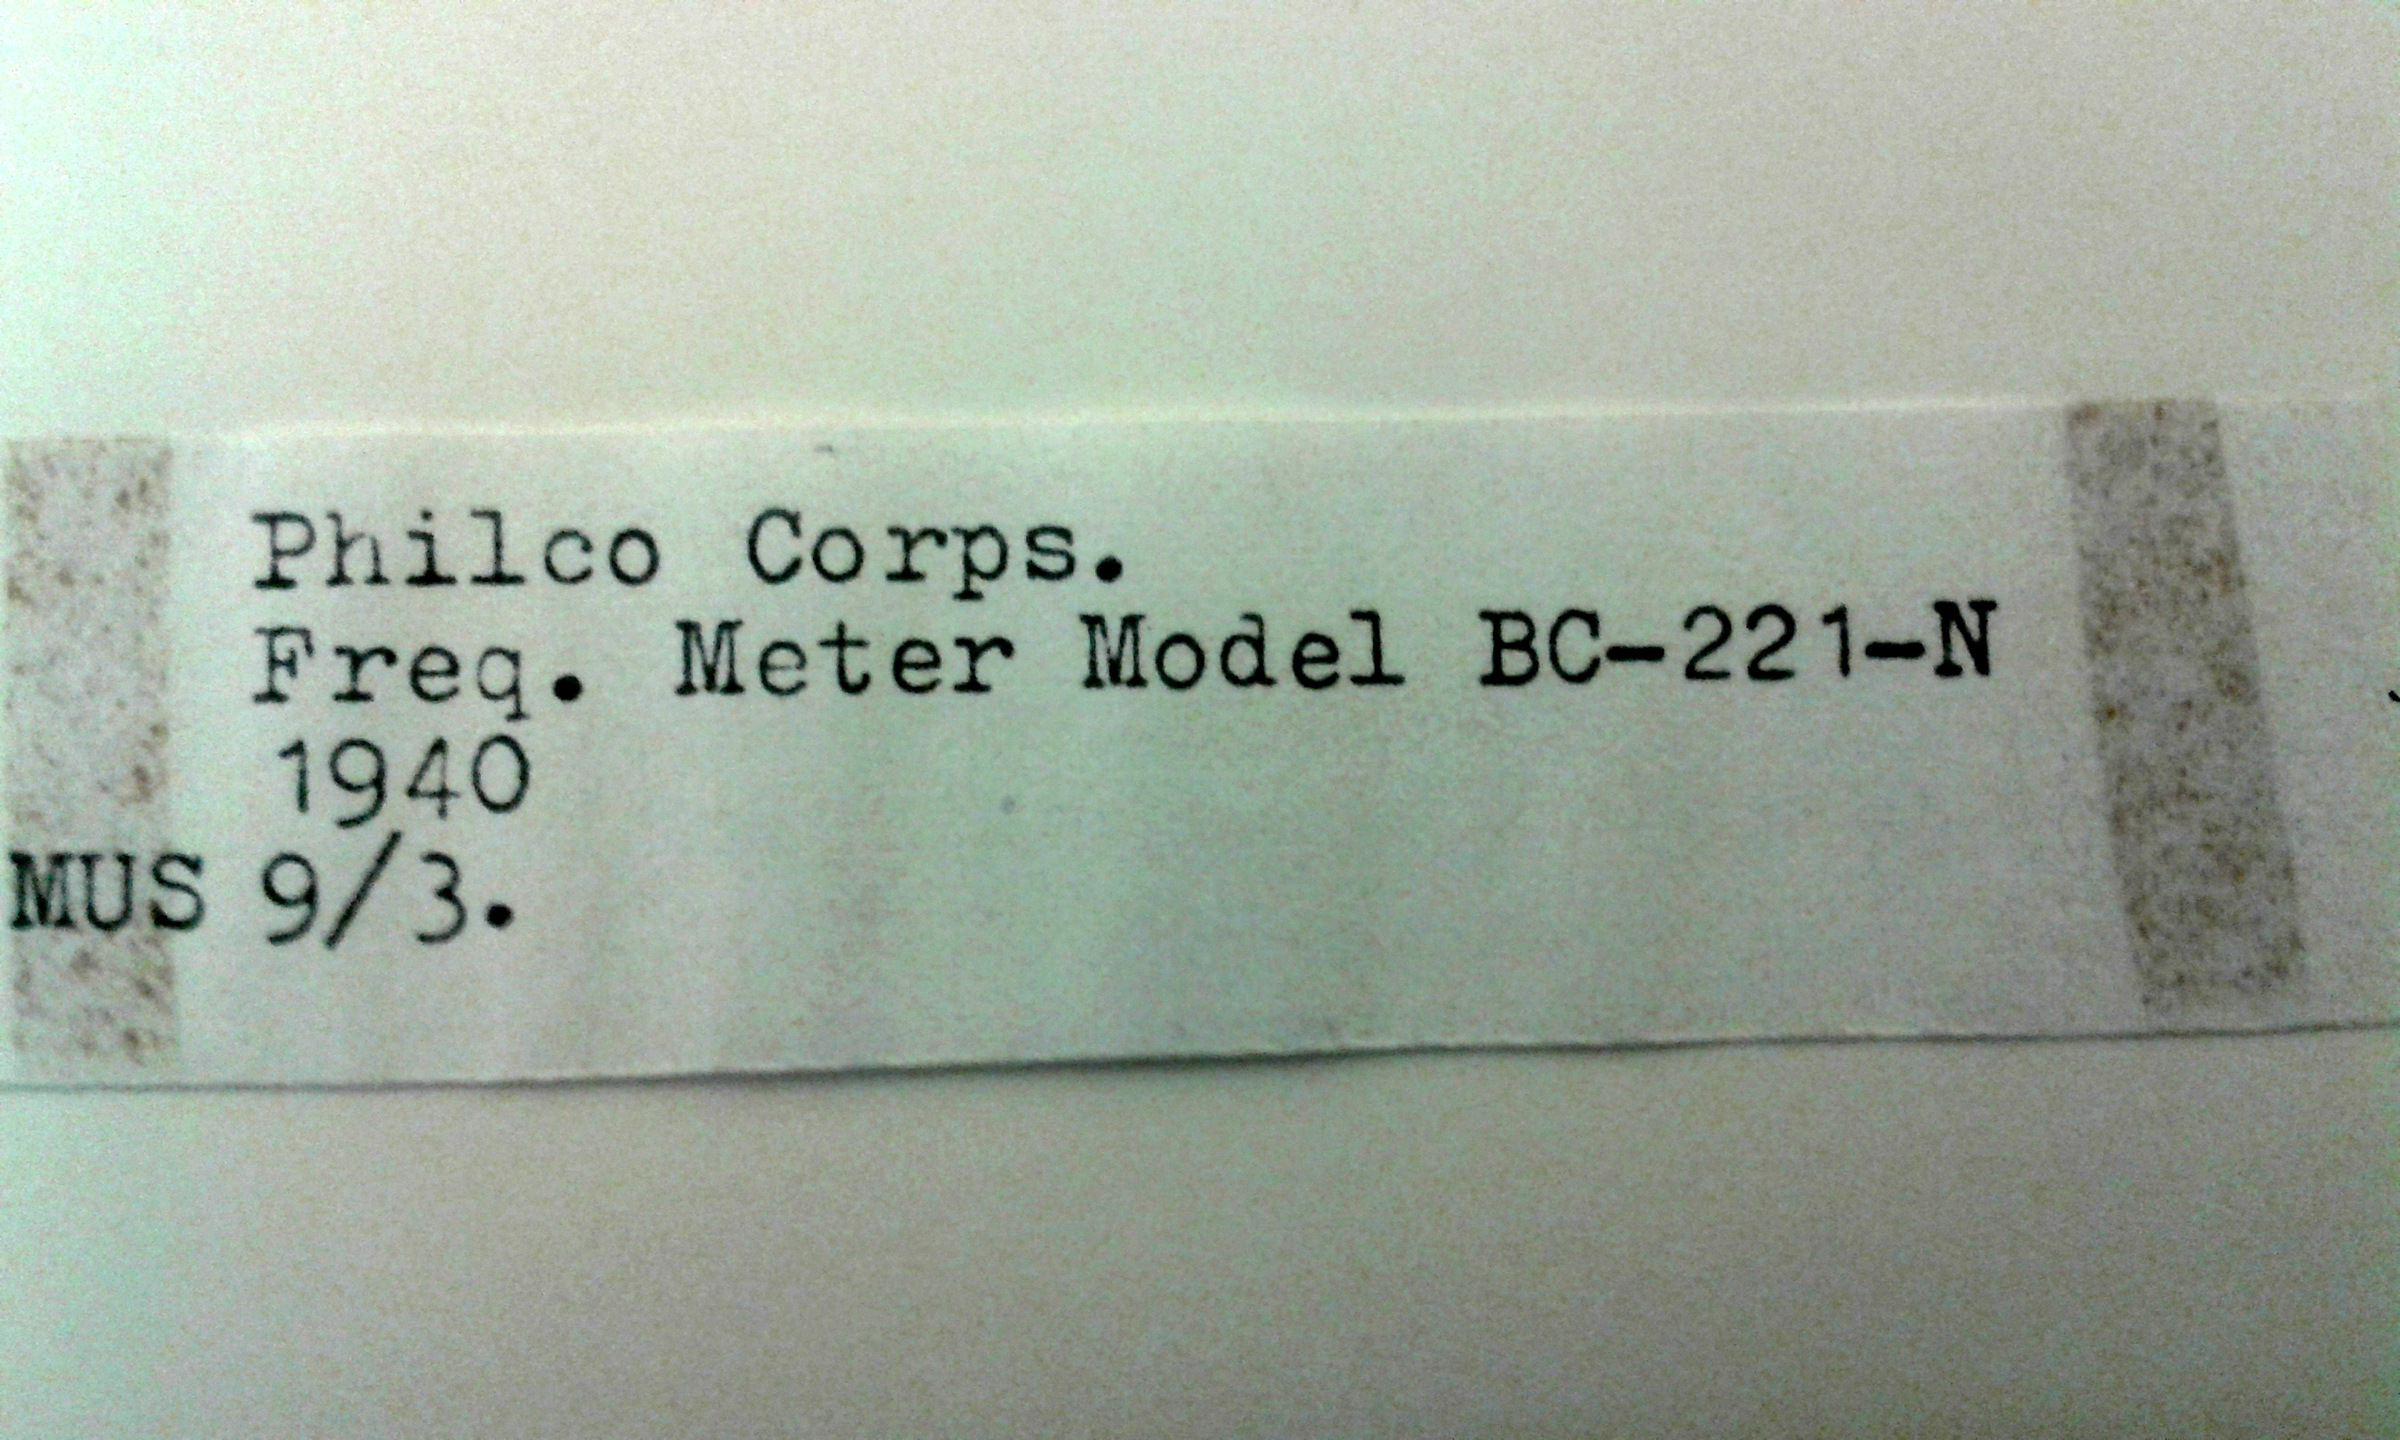 Philco Corps.
Freq. Meter Model BC-221-N
1940
MUS 9/3.